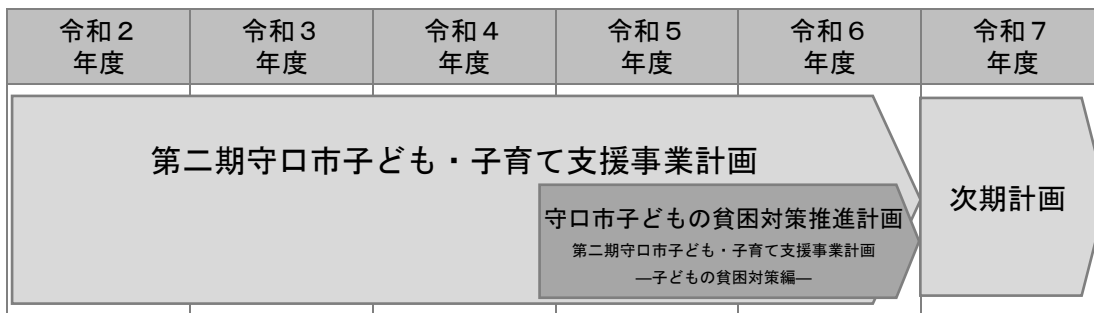 令和２
年度
令和３
年度
令和４
年度
令和５
年度
令和６
年度
令和７
年度
第二期守口市子ども・子育て支援事業計画
守口市子どもの貧困対策推進計画
第二期守口市子ども・子育て支援事業計画
―子どもの貧困対策編―
次期計画